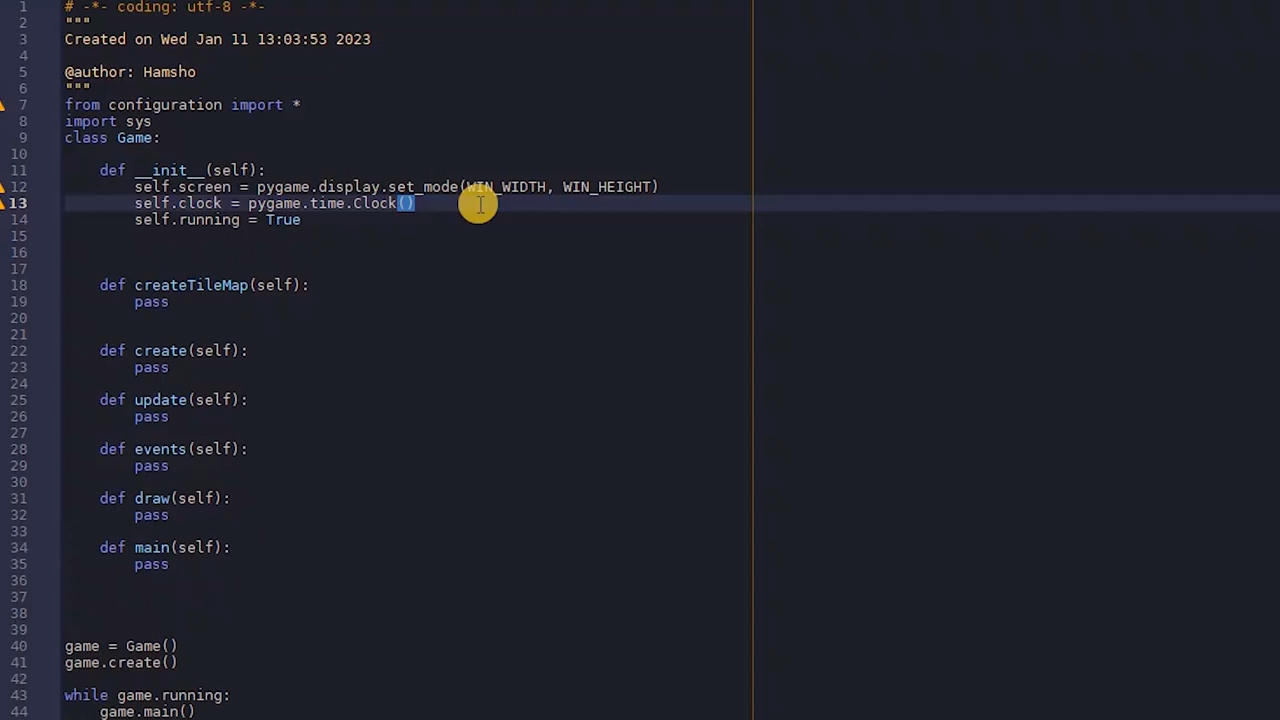 1 # -*- coding: utf-8 -*-
2 """
3 Created on Wed Jan 11 13:03:53 2023
4
5 @author: Hamsho
6 """
7 from configuration import *
8 import sys
9 class Game:
10
11     def __init__(self):
12         self.screen = pygame.display.set_mode(WIN_WIDTH, WIN_HEIGHT)
13         self.clock = pygame.time.Clock()
14         self.running = True
15
16
17
18     def createTileMap(self):
19         pass
20
21
22     def create(self):
23         pass
24
25     def update(self):
26         pass
27
28     def events(self):
29         pass
30
31     def draw(self):
32         pass
33
34     def main(self):
35         pass
36
37
38
39
40 game = Game()
41 game.create()
42
43 while game.running:
44     game.main()